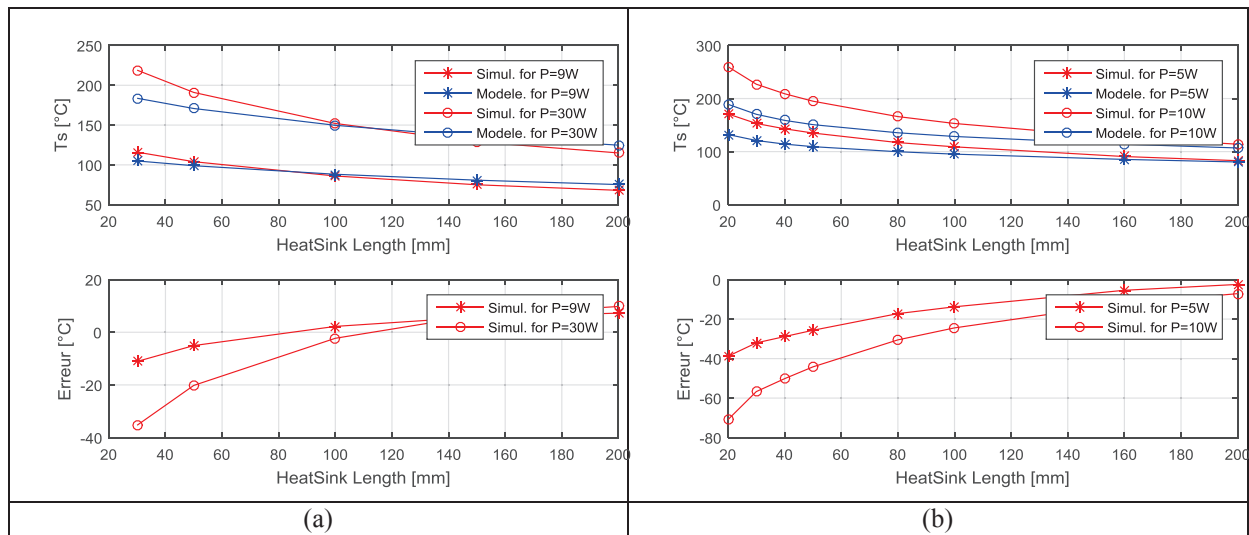 250
200
150
100
50
Ts [°C]
20 40 60 80 100 120 140 160 180 200
HeatSink Length [mm]
Simul. for P=9W
Modele. for P=9W
Simul. for P=30W
Modele. for P=30W
20
0
-20
-40
Erreur [°C]
20 40 60 80 100 120 140 160 180 200
HeatSink Length [mm]
Simul. for P=9W
Simul. for P=30W
(a)
300
200
100
0
Ts [°C]
20 40 60 80 100 120 140 160 180 200
HeatSink Length [mm]
Simul. for P=5W
Modele. for P=5W
Simul. for P=10W
Modele. for P=10W
0
-20
-40
-60
-80
Erreur [°C]
20 40 60 80 100 120 140 160 180 200
HeatSink Length [mm]
Simul. for P=5W
Simul. for P=10W
(b)